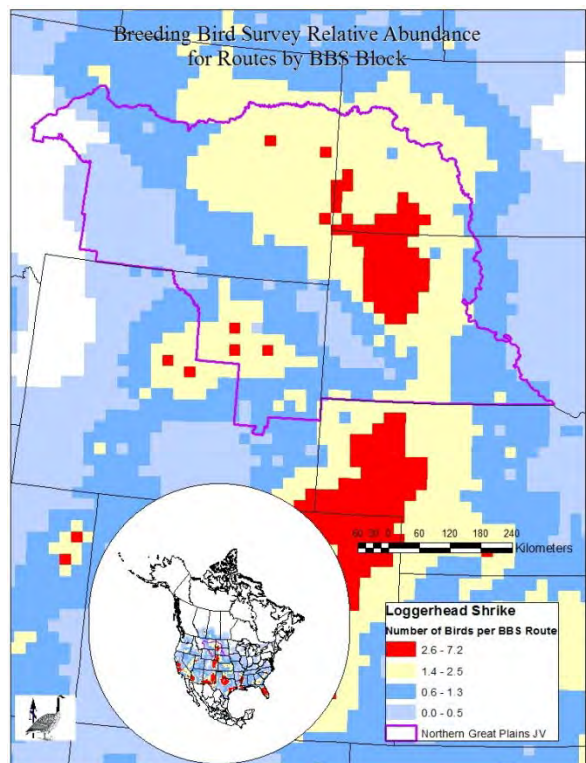 Breeding Bird Survey Relative Abundance
for Routes by BBS Block
60 30 0 60 120 180 240
Kilometers
Loggerhead Shrike
Number of Birds per BBS Route
2.6 - 7.2
1.4 - 2.5
0.6 - 1.3
0.0 - 0.5
Northern Great Plains JV